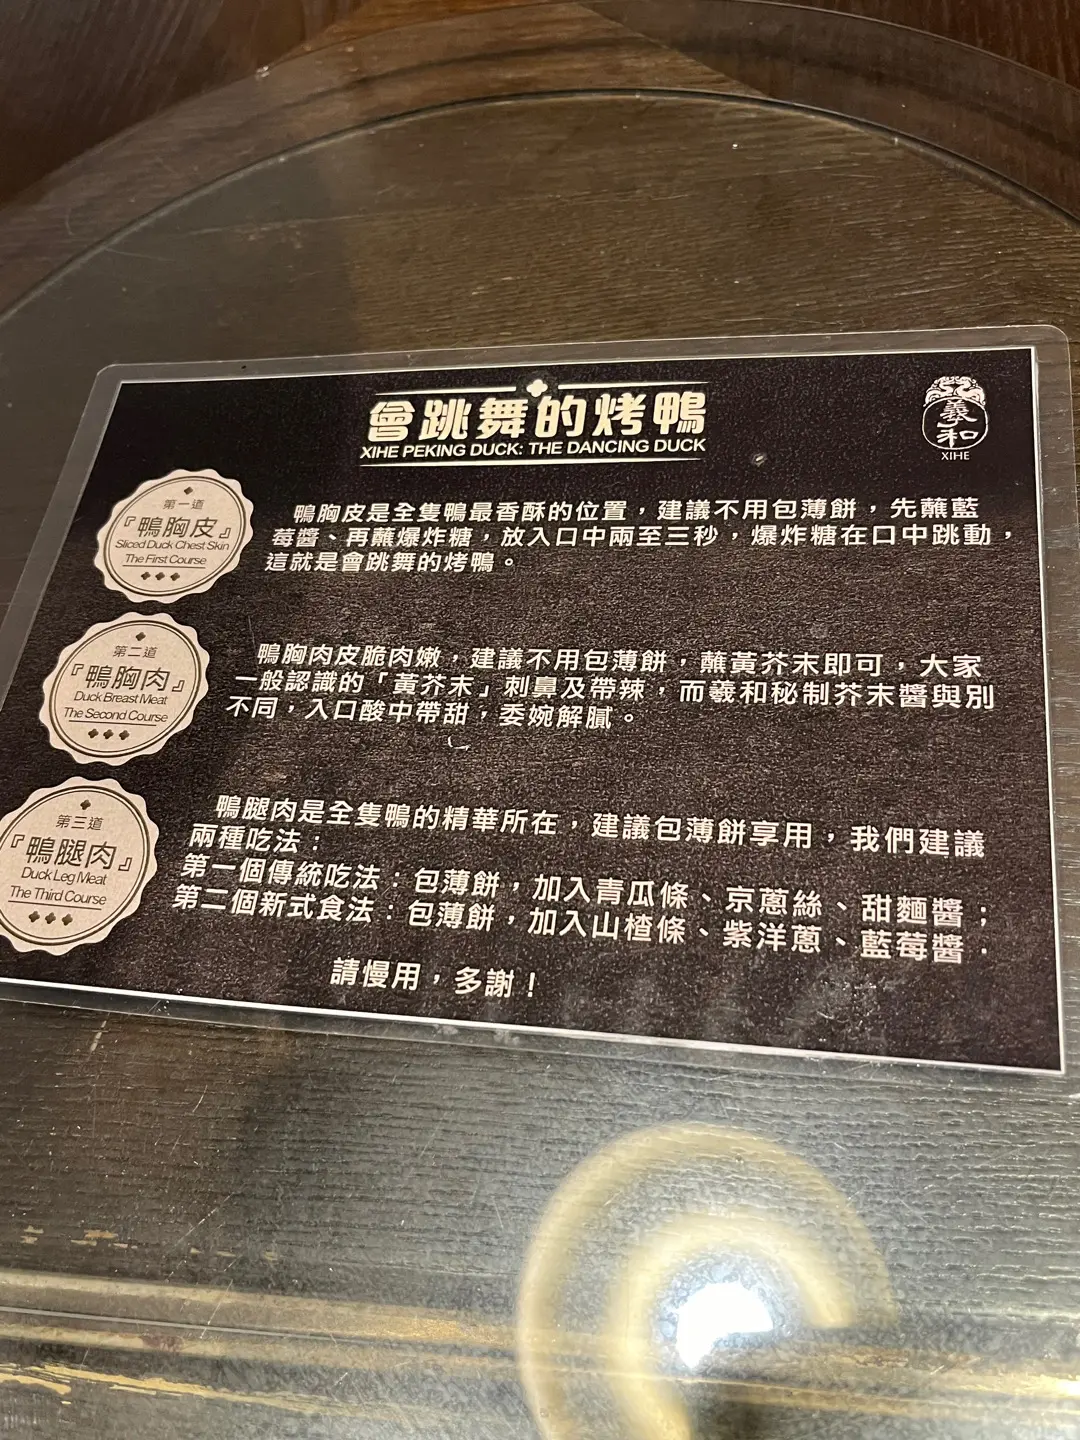 會跳舞的烤鴨
XIHE PEKING DUCK: THE DANCING DUCK
羲和
XIHE
第一道
『鴨胸皮』
Sliced Duck Chest Skin
The First Course
鴨胸皮是全隻鴨最香酥的位置，建議不用包薄餅，先蘸藍
莓醬、再蘸爆炸糖，放入口中兩至三秒，爆炸糖在口中跳動，
這就是會跳舞的烤鴨。
第二道
『鴨胸肉』
Duck Breast Meat
The Second Course
鴨胸肉皮脆肉嫩，建議不用包薄餅，蘸黃芥末即可，大家
一般認識的「黃芥末」刺鼻及帶辣，而羲和秘制芥末醬與別
不同，入口酸中帶甜，委婉解膩。
第三道
『鴨腿肉』
Duck Leg Meat
The Third Course
鴨腿肉是全隻鴨的精華所在，建議包薄餅享用，我們建議
兩種吃法：
第一個傳統吃法：包薄餅，加入青瓜條、京蔥絲、甜麵醬；
第二個新式食法：包薄餅，加入山楂條、紫洋蔥、藍莓醬．
請慢用，多謝！